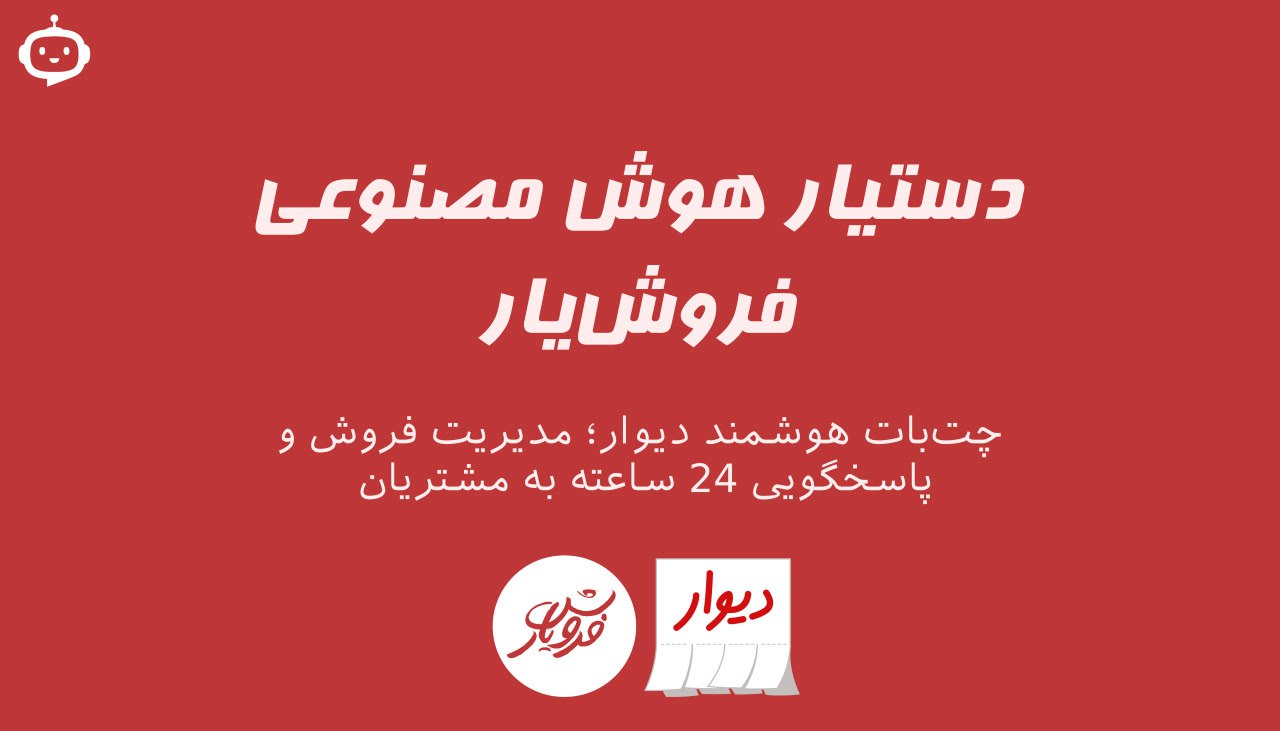 دستیار هوش مصنوعی
فروش‌یار
چت‌بات هوشمند دیوار؛ مدیریت فروش و
پاسخگویی 24 ساعته به مشتریان
دیوار
فروش‌یار